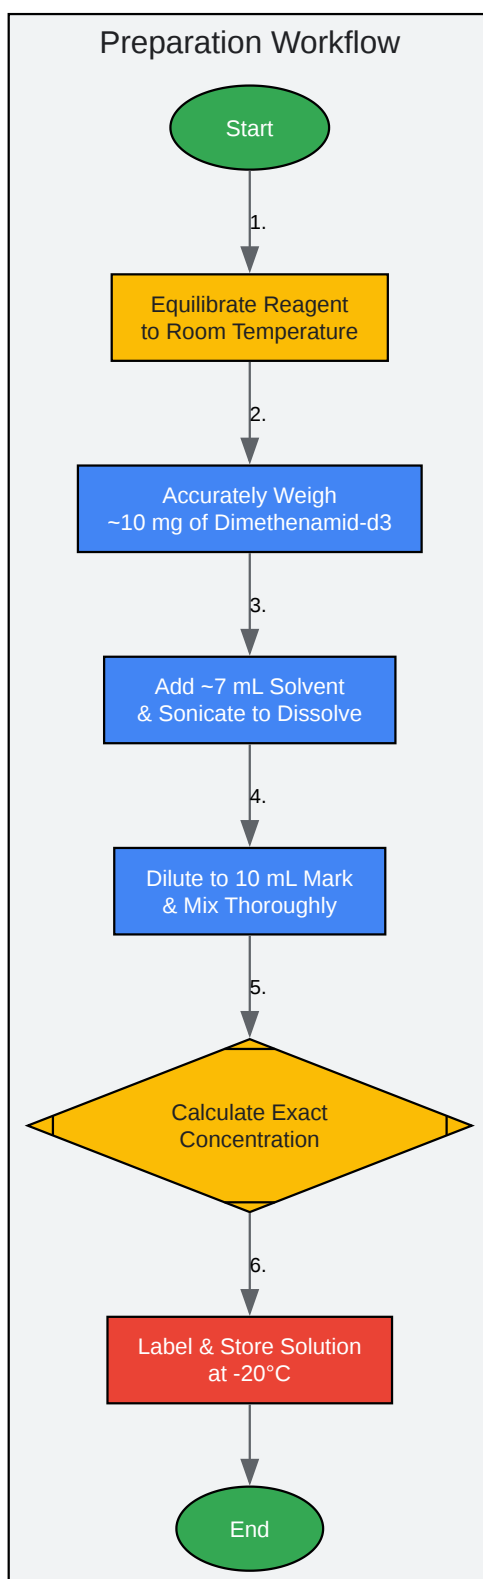 Preparation Workflow
Start
1.
Equilibrate Reagent
to Room Temperature
2.
Accurately Weigh
~10 mg of Dimethenamid-d3
3.
Add ~7 mL Solvent
& Sonicate to Dissolve
4.
Dilute to 10 mL Mark
& Mix Thoroughly
5.
Calculate Exact
Concentration
6.
Label & Store Solution
at -20°C
End